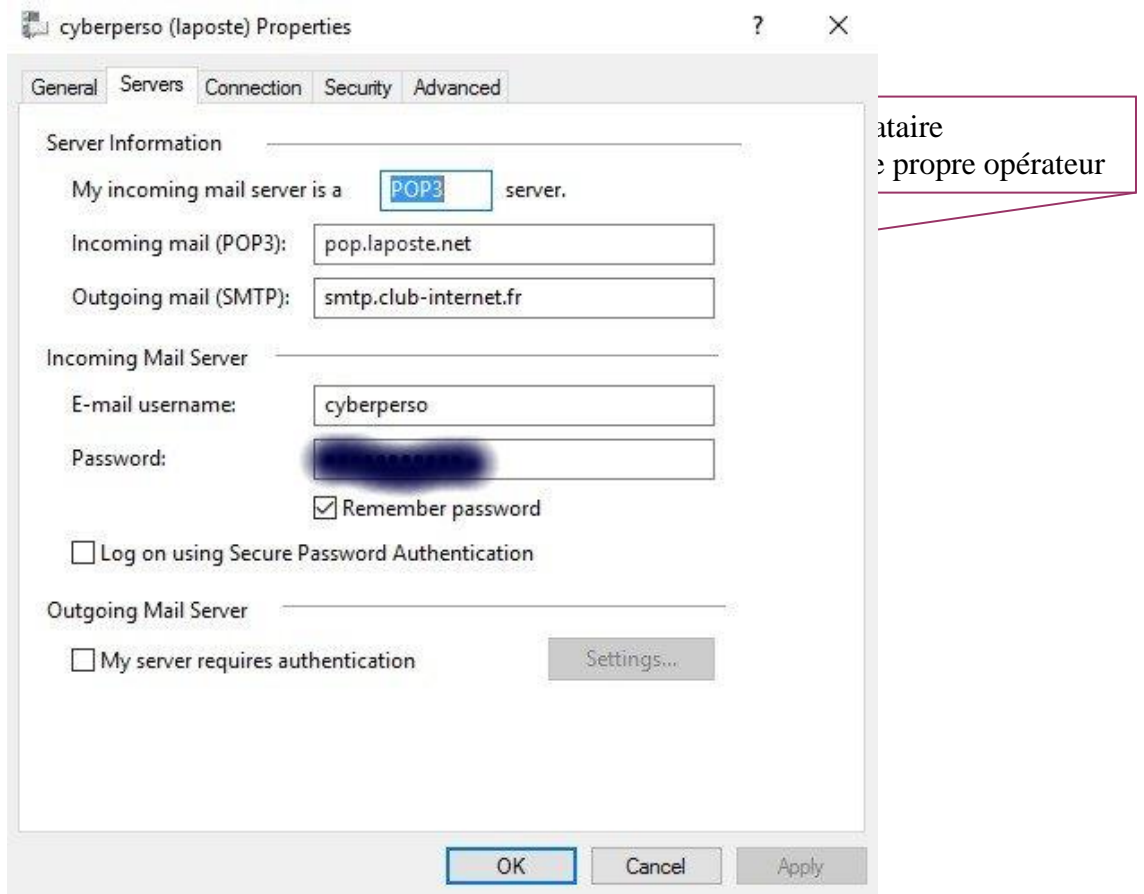 cyberperso (laposte) Properties ?
General Servers Connection Security Advanced
Server Information
My incoming mail server is a POP3 server.
Incoming mail (POP3): pop.laposte.net
Outgoing mail (SMTP): smtp.club-internet.fr
Incoming Mail Server
E-mail username: cyberperso
Password:
Remember password
Log on using Secure Password Authentication
Outgoing Mail Server
My server requires authentication Settings...
OK Cancel Apply
propre opérateur